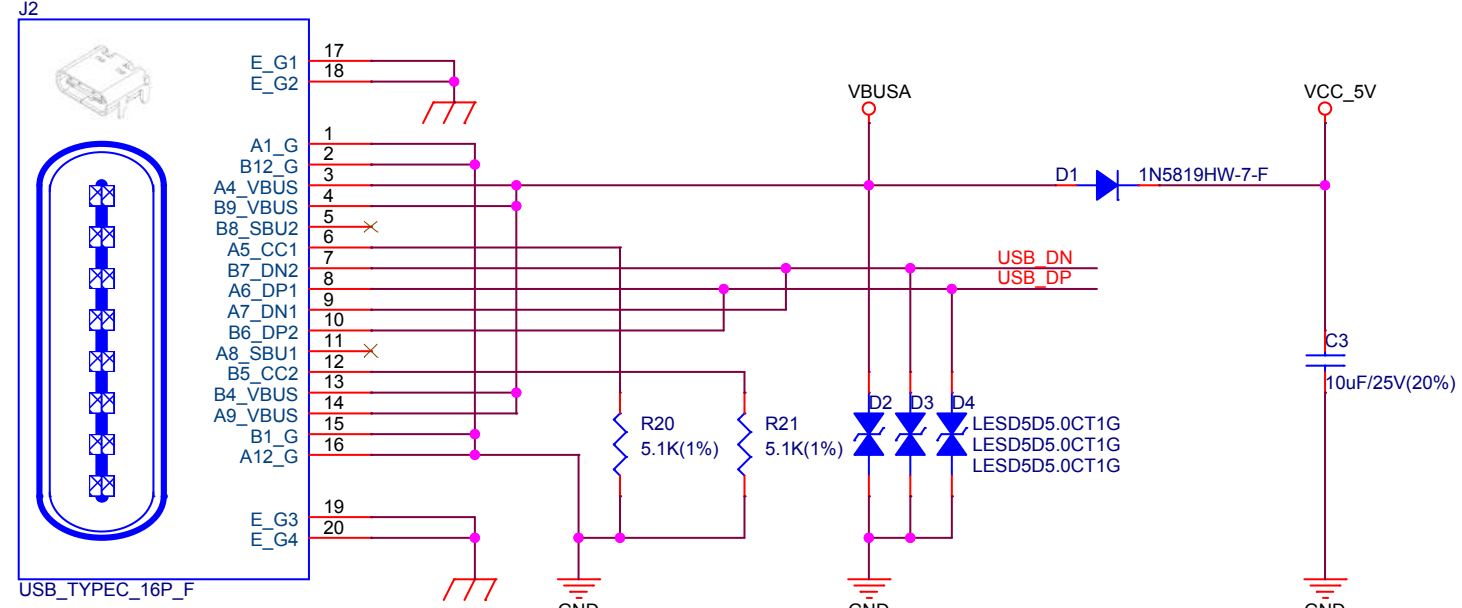 J2
E_G1 17
E_G2 18
A1_G 1
B12_G 2
A4_VBUS 3
B9_VBUS 4
B8_SBU2 5
A5_CC1 6
B7_DN2 7
A6_DP1 8
A7_DN1 9
B6_DP2 10
A8_SBU1 11
B5_CC2 12
B4_VBUS 13
A9_VBUS 14
B1_G 15
A12_G 16
E_G3 19
E_G4 20
USB_TYPEC_16P_F
VBUSA
VCC_5V
D1 1N5819HW-7-F
USB_DN
USB_DP
C3
10uF/25V(20%)
R20
5.1K(1%)
R21
5.1K(1%)
D2 D3 D4
LESD5D5.0CT1G
LESD5D5.0CT1G
LESD5D5.0CT1G
GND
GND
GND